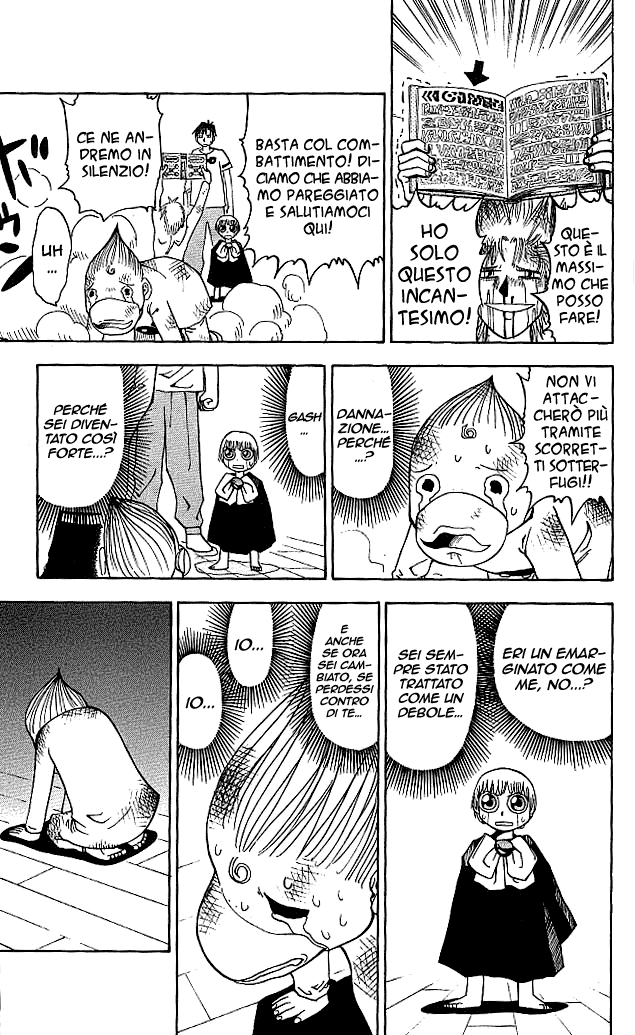 HO
SOLO
QUESTO
INCAN-
TESIMO!
QUE-
STO È IL
MASSI-
MO CHE
POSSO
FARE!
BASTA COL COM-
BATTIMENTO! DI-
CIAMO CHE ABBIA-
MO PAREGGIATO
E SALUTIAMOCI
QUI!
CE NE AN-
DREMO IN
SILENZIO!
UH
...
NON VI
ATTAC-
CHERÒ PIÙ
TRAMITE
SCORRET-
TI SOTTER-
FUGI!!
DANNA-
ZIONE...
PERCHÉ
...?
GASH
...
PERCHÉ
SEI DIVEN-
TATO COSÌ
FORTE...?
ERI UN EMAR-
GINATO COME
ME, NO...?
SEI SEM-
PRE STATO
TRATTATO
COME UN
DEBOLE...
E
ANCHE
SE ORA
SEI CAM-
BIATO, SE
PERDESSI
CONTRO
DI TE...
IO...
IO...